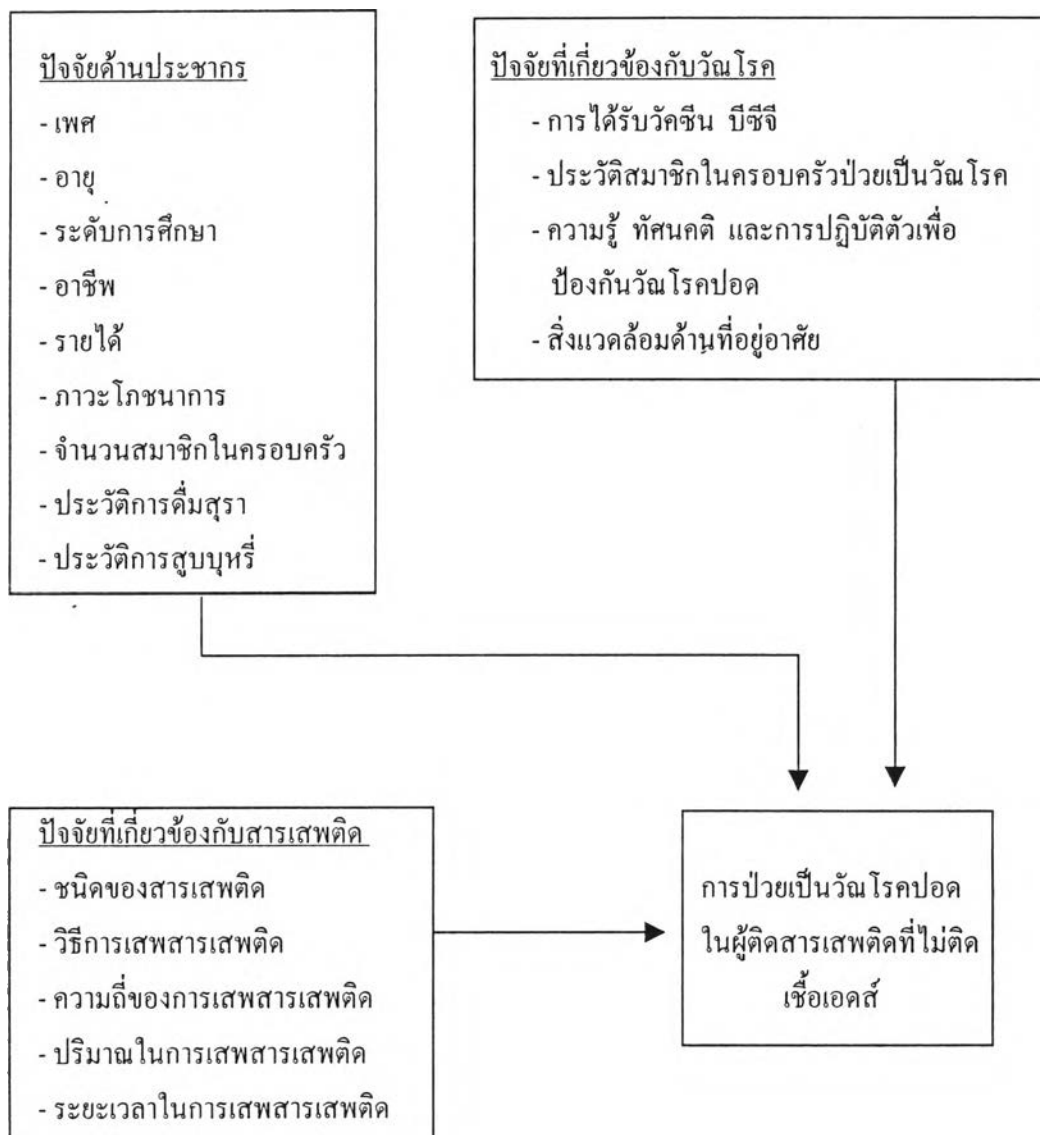 ปัจจัยด้านประชากร
- เพศ
- อายุ
- ระดับการศึกษา
- อาชีพ
- รายได้
- ภาวะโภชนาการ
- จำนวนสมาชิกในครอบครัว
- ประวัติการดื่มสุรา
- ประวัติการสูบบุหรี่
ปัจจัยที่เกี่ยวข้องกับวัณโรค
- การได้รับวัคซีน บีซีจี
- ประวัติสมาชิกในครอบครัวป่วยเป็นวัณโรค
- ความรู้ ทัศนคติ และการปฏิบัติตัวเพื่อ
ป้องกันวัณโรคปอด
- สิ่งแวดล้อมด้านที่อยู่อาศัย
ปัจจัยที่เกี่ยวข้องกับสารเสพติด
- ชนิดของสารเสพติด
- วิธีการเสพสารเสพติด
- ความถี่ของการเสพสารเสพติด
- ปริมาณในการเสพสารเสพติด
- ระยะเวลาในการเสพสารเสพติด
การป่วยเป็นวัณโรคปอด
ในผู้ติดสารเสพติดที่ไม่ติด
เชื้อเอดส์